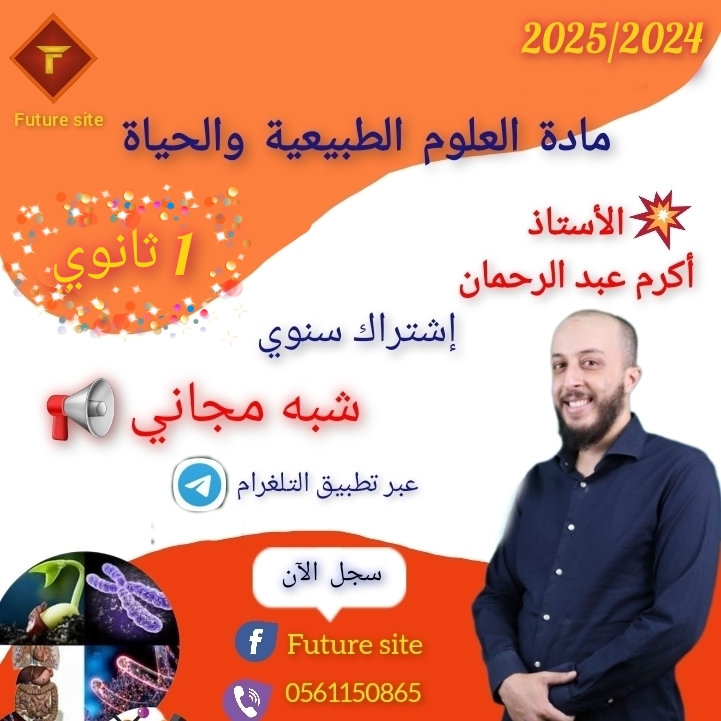 2025/2024
Future site
مادة العلوم الطبيعية والحياة
1 ثانوي
الأستاذ
أكرم عبد الرحمان
إشتراك سنوي
شبه مجاني
عبر تطبيق التلغرام
سجل الآن
Future site
0561150865